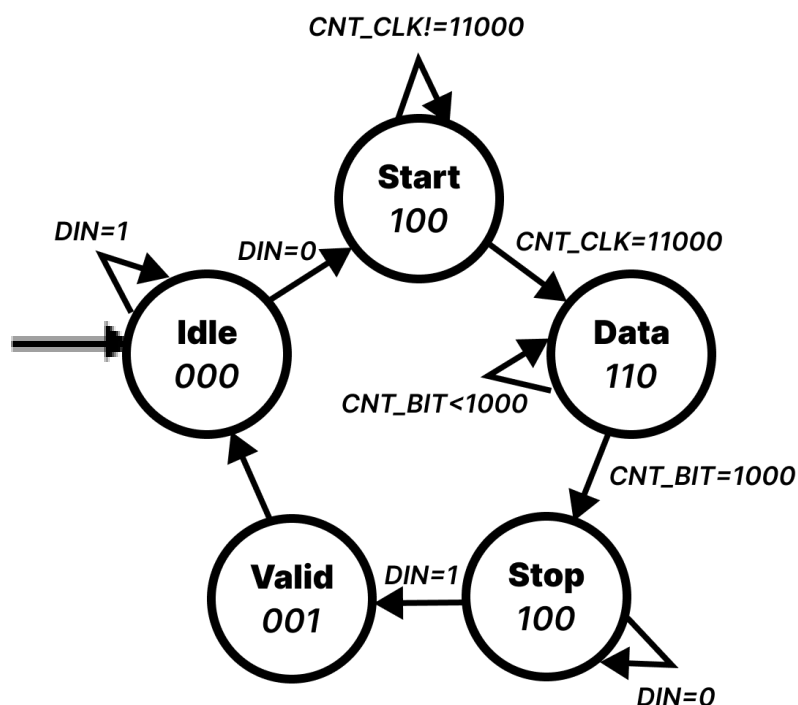 CNT_CLK!=11000
Start
100
DIN=1
DIN=0
CNT_CLK=11000
Idle
000
Data
110
CNT_BIT<1000
CNT_BIT=1000
Valid
001
DIN=1
Stop
100
DIN=0